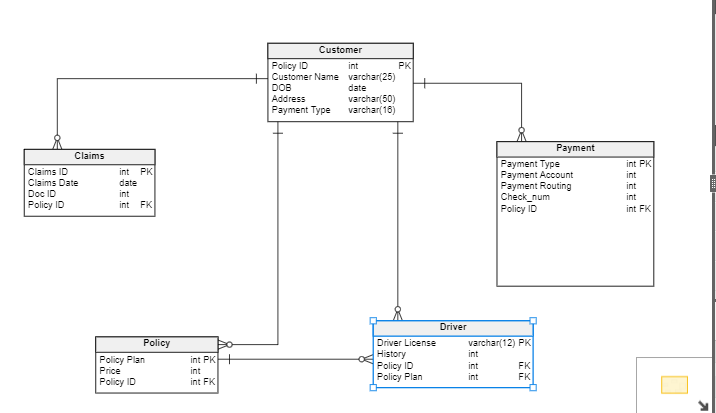 Customer
Policy ID int PK
Customer Name varchar(25)
DOB date
Address varchar(50)
Payment Type varchar(16)
Claims
Claims ID int PK
Claims Date date
Doc ID int
Policy ID int FK
Payment
Payment Type int PK
Payment Account int
Payment Routing int
Check_num int
Policy ID int FK
Policy
Policy Plan int PK
Price int
Policy ID int FK
Driver
Driver License varchar(12) PK
History int
Policy ID int FK
Policy Plan int FK